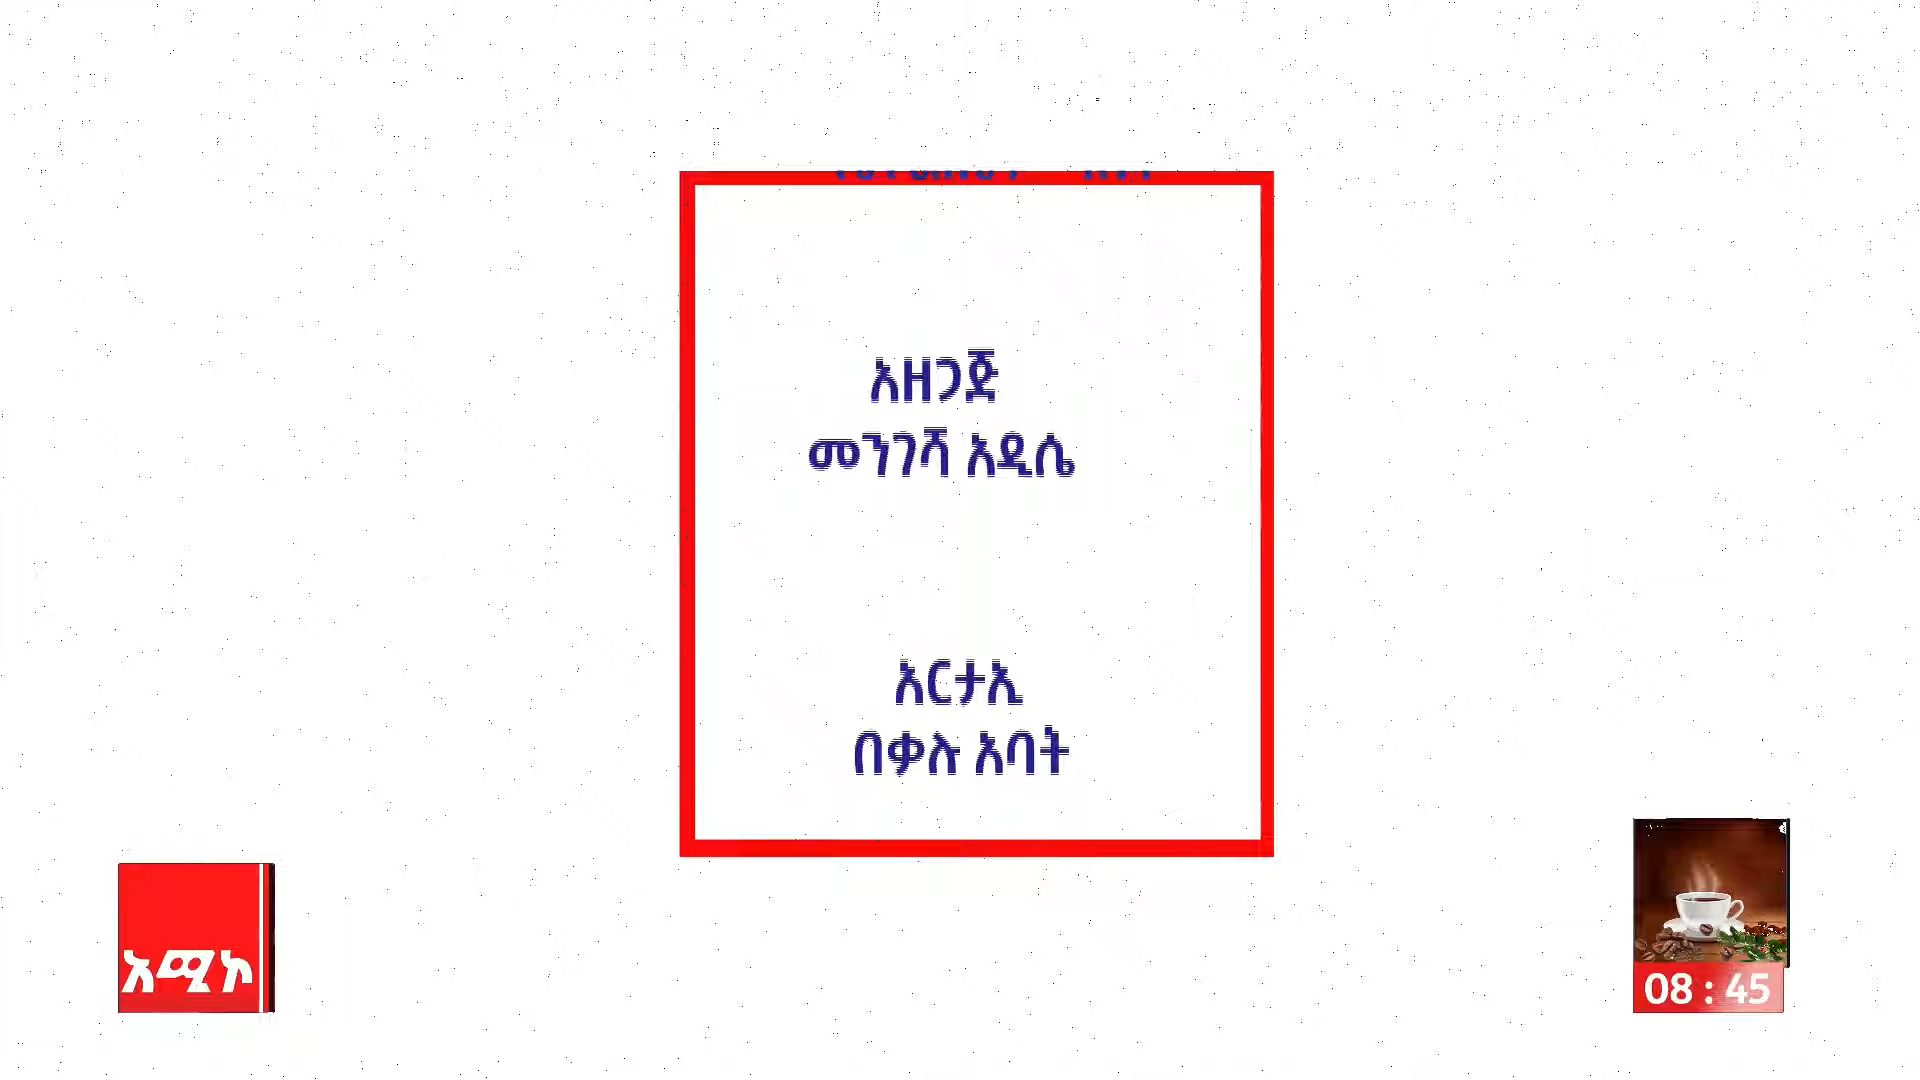 አዘጋጅ
መንገሻ አዲሴ
አርታኢ
በቃሉ አባት
አሚኮ
08 : 45